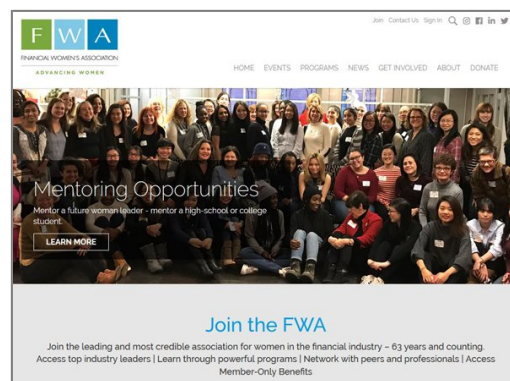 Join Contact Us Sign In
F W A
FINANCIAL WOMEN'S ASSOCIATION
ADVANCING WOMEN
HOME EVENTS PROGRAMS NEWS GET INVOLVED ABOUT DONATE
Mentoring Opportunities
Mentor a future woman leader - mentor a high-school or college
student.
LEARN MORE
Join the FWA
Join the leading and most credible association for women in the financial industry – 63 years and counting.
Access top industry leaders | Learn through powerful programs | Network with peers and professionals | Access
Member-Only Benefits